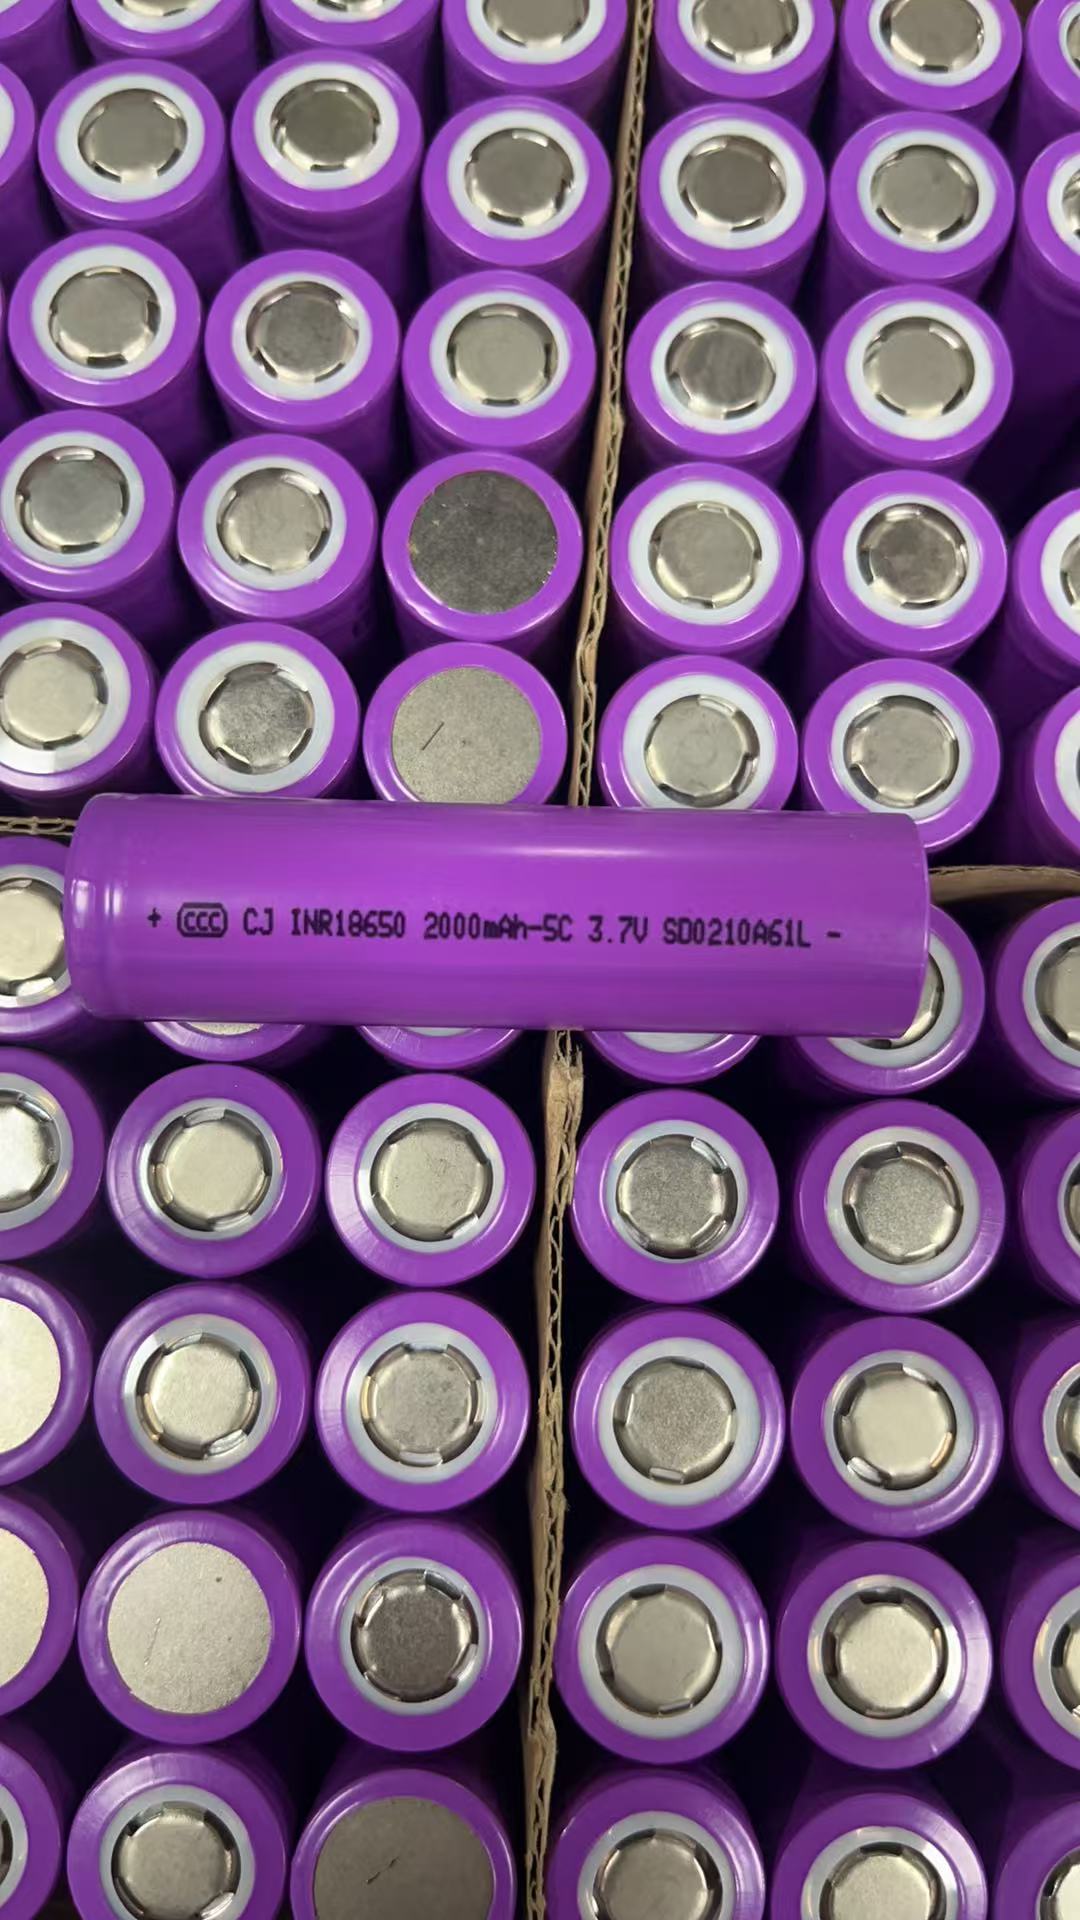 + CCC CJ INR18650 2000mAh-5C 3.7V SD0210A61L -